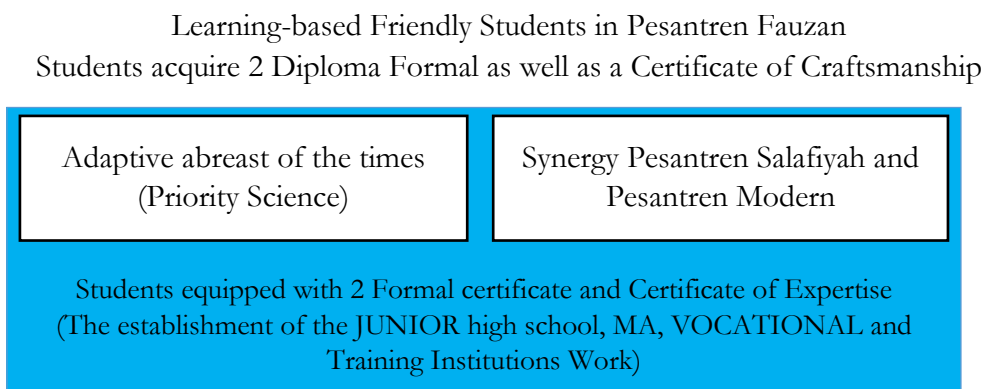 Learning-based Friendly Students in Pesantren Fauzan
Students acquire 2 Diploma Formal as well as a Certificate of Craftsmanship
Adaptive abreast of the times
(Priority Science)
Synergy Pesantren Salafiyah and
Pesantren Modern
Students equipped with 2 Formal certificate and Certificate of Expertise
(The establishment of the JUNIOR high school, MA, VOCATIONAL and
Training Institutions Work)